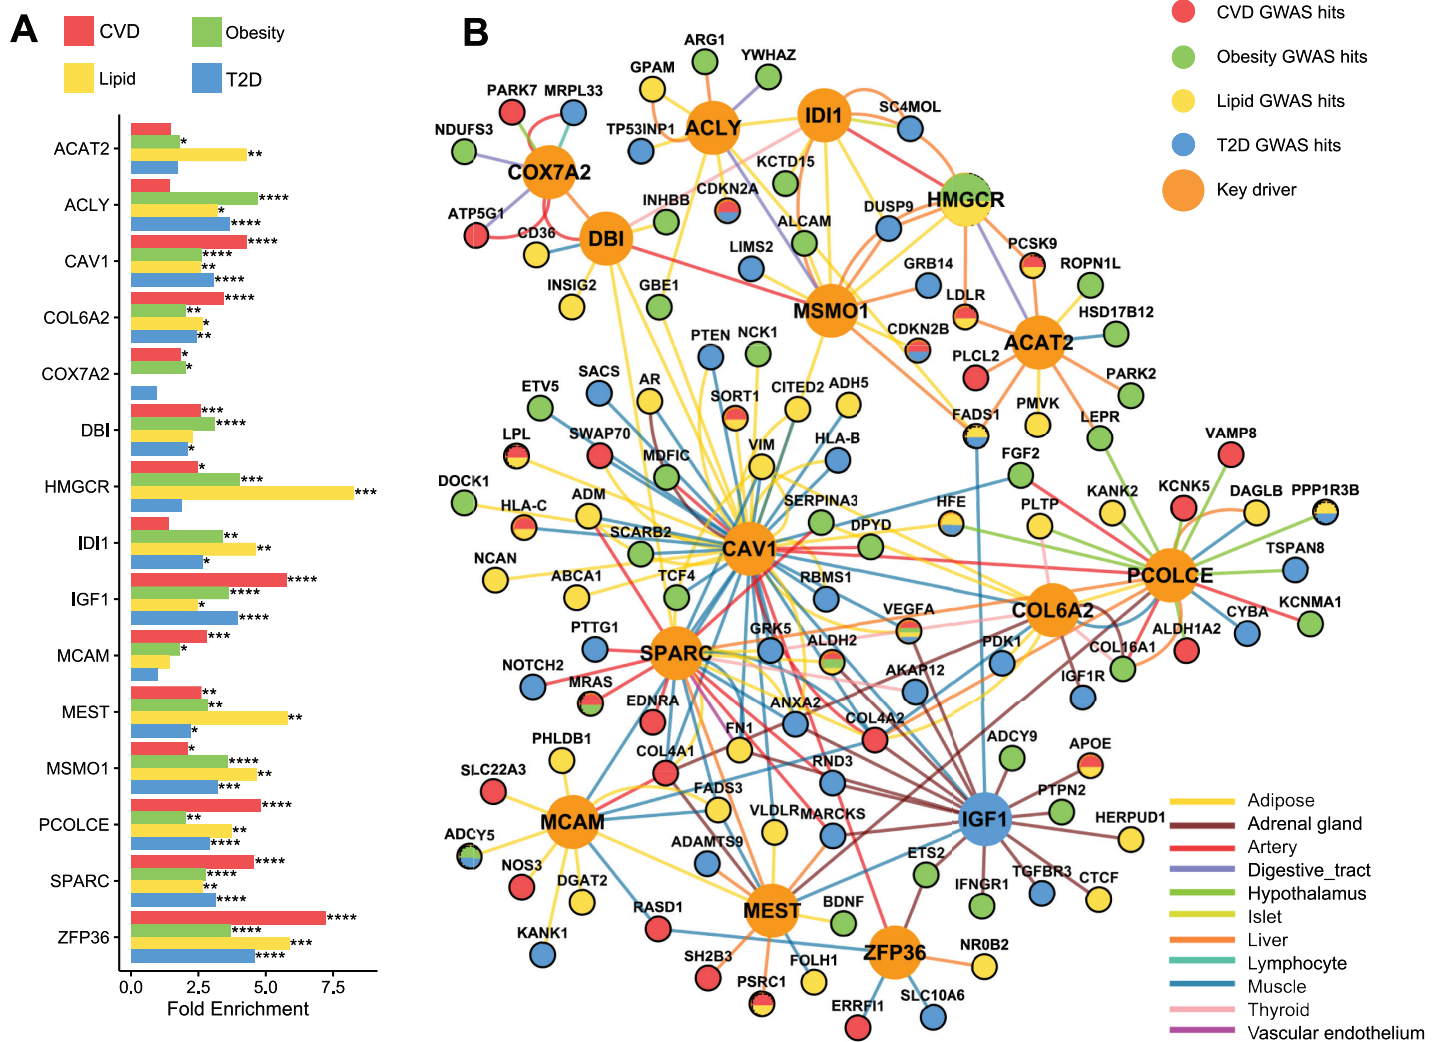 A
CVD
Obesity
Lipid
T2D
ACAT2
*
**
ACLY
****
*
****
CAV1
****
****
**
****
COL6A2
****
**
*
**
COX7A2
*
*
DBI
***
****
*
HMGCR
*
***
***
IDI1
**
**
*
IGF1
****
****
*
****
MCAM
***
*
MEST
**
**
**
*
MSMO1
*
****
**
***
PCOLCE
****
**
**
****
SPARC
****
****
**
****
ZFP36
****
****
***
****
0.0 2.5 5.0 7.5
Fold Enrichment
B
CVD GWAS hits
Obesity GWAS hits
Lipid GWAS hits
T2D GWAS hits
Key driver
ARG1
GPAM
YWHAZ
PARK7
MRPL33
IDI1
SC4MOL
NDUFS3
TP53INP1
ACLY
COX7A2
KCTD15
CDKN2A
HMGCR
INHBB
DUSP9
ATP5G1
CD36
DBI
ALCAM
LIMS2
PCSK9
ROPN1L
GRB14
INSIG2
GBE1
LDLR
MSMO1
HSD17B12
CDKN2B
ACAT2
PTEN
NCK1
PLCL2
PARK2
SACS
AR
ETV5
SORT1
CITED2
ADH5
FADS1
PMVK
LEPR
LPL
SWAP70
VIM
HLA-B
VAMP8
MDFIC
FGF2
DOCK1
HLA-C
ADM
SERPINA3
HFE
PLTP
KANK2
KCNK5
DAGLB
PPP1R3B
SCARB2
CAV1
DPYD
TSPAN8
NCAN
ABCA1
TCF4
RBMS1
PCOLCE
COL6A2
KCNMA1
PTTG1
VEGFA
CYBA
GRK5
ALDH2
PDK1
ALDH1A2
SPARC
COL16A1
NOTCH2
MRAS
AKAP12
IGF1R
EDNRA
ANXA2
COL4A2
FN1
PHLDB1
COL4A1
ADCY9
APOE
SLC22A3
RND3
FADS3
PTPN2
VLDLR
MARCKS
IGF1
HERPUD1
MCAM
ADCY5
ADAMTS9
ETS2
NOS3
DGAT2
IFNGR1
TGFBR3
CTCF
RASD1
MEST
BDNF
KANK1
ZFP36
NR0B2
SH2B3
FOLH1
PSRC1
SLC10A6
ERRFI1
Adipose
Adrenal gland
Artery
Digestive_tract
Hypothalamus
Islet
Liver
Lymphocyte
Muscle
Thyroid
Vascular endothelium